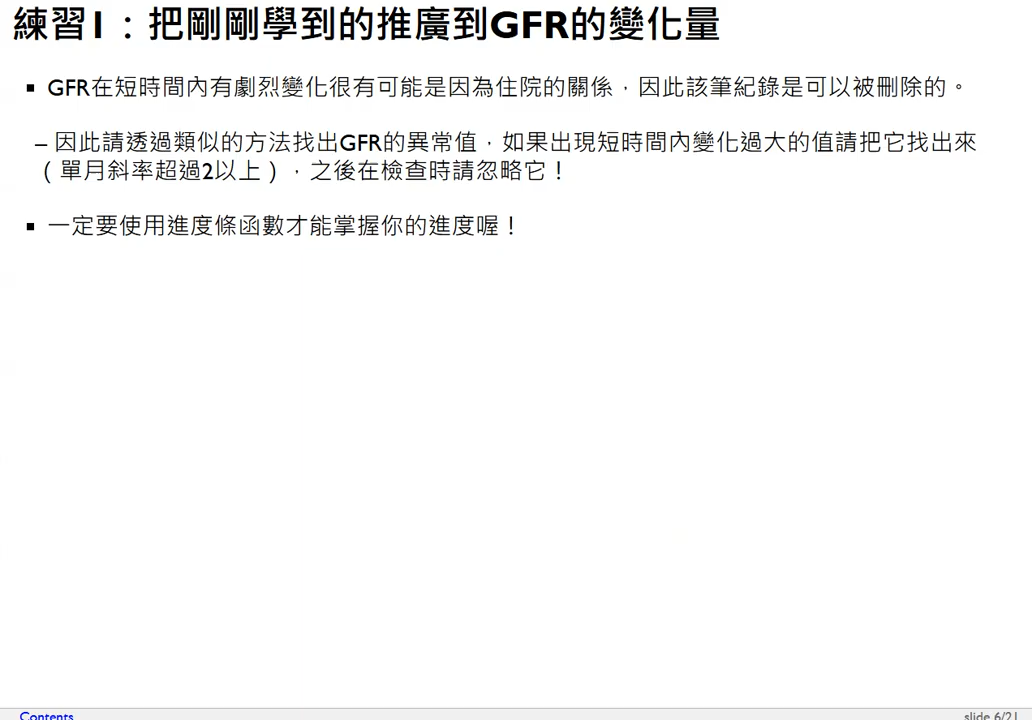 練習1：把剛剛學到的推廣到GFR的變化量
▪ GFR在短時間內有劇烈變化很有可能是因為住院的關係，因此該筆紀錄是可以被刪除的。
– 因此請透過類似的方法找出GFR的異常值，如果出現短時間內變化過大的值請把它找出來
（單月斜率超過2以上），之後在檢查時請忽略它！
▪ 一定要使用進度條函數才能掌握你的進度喔！
Contents
slide 6/21